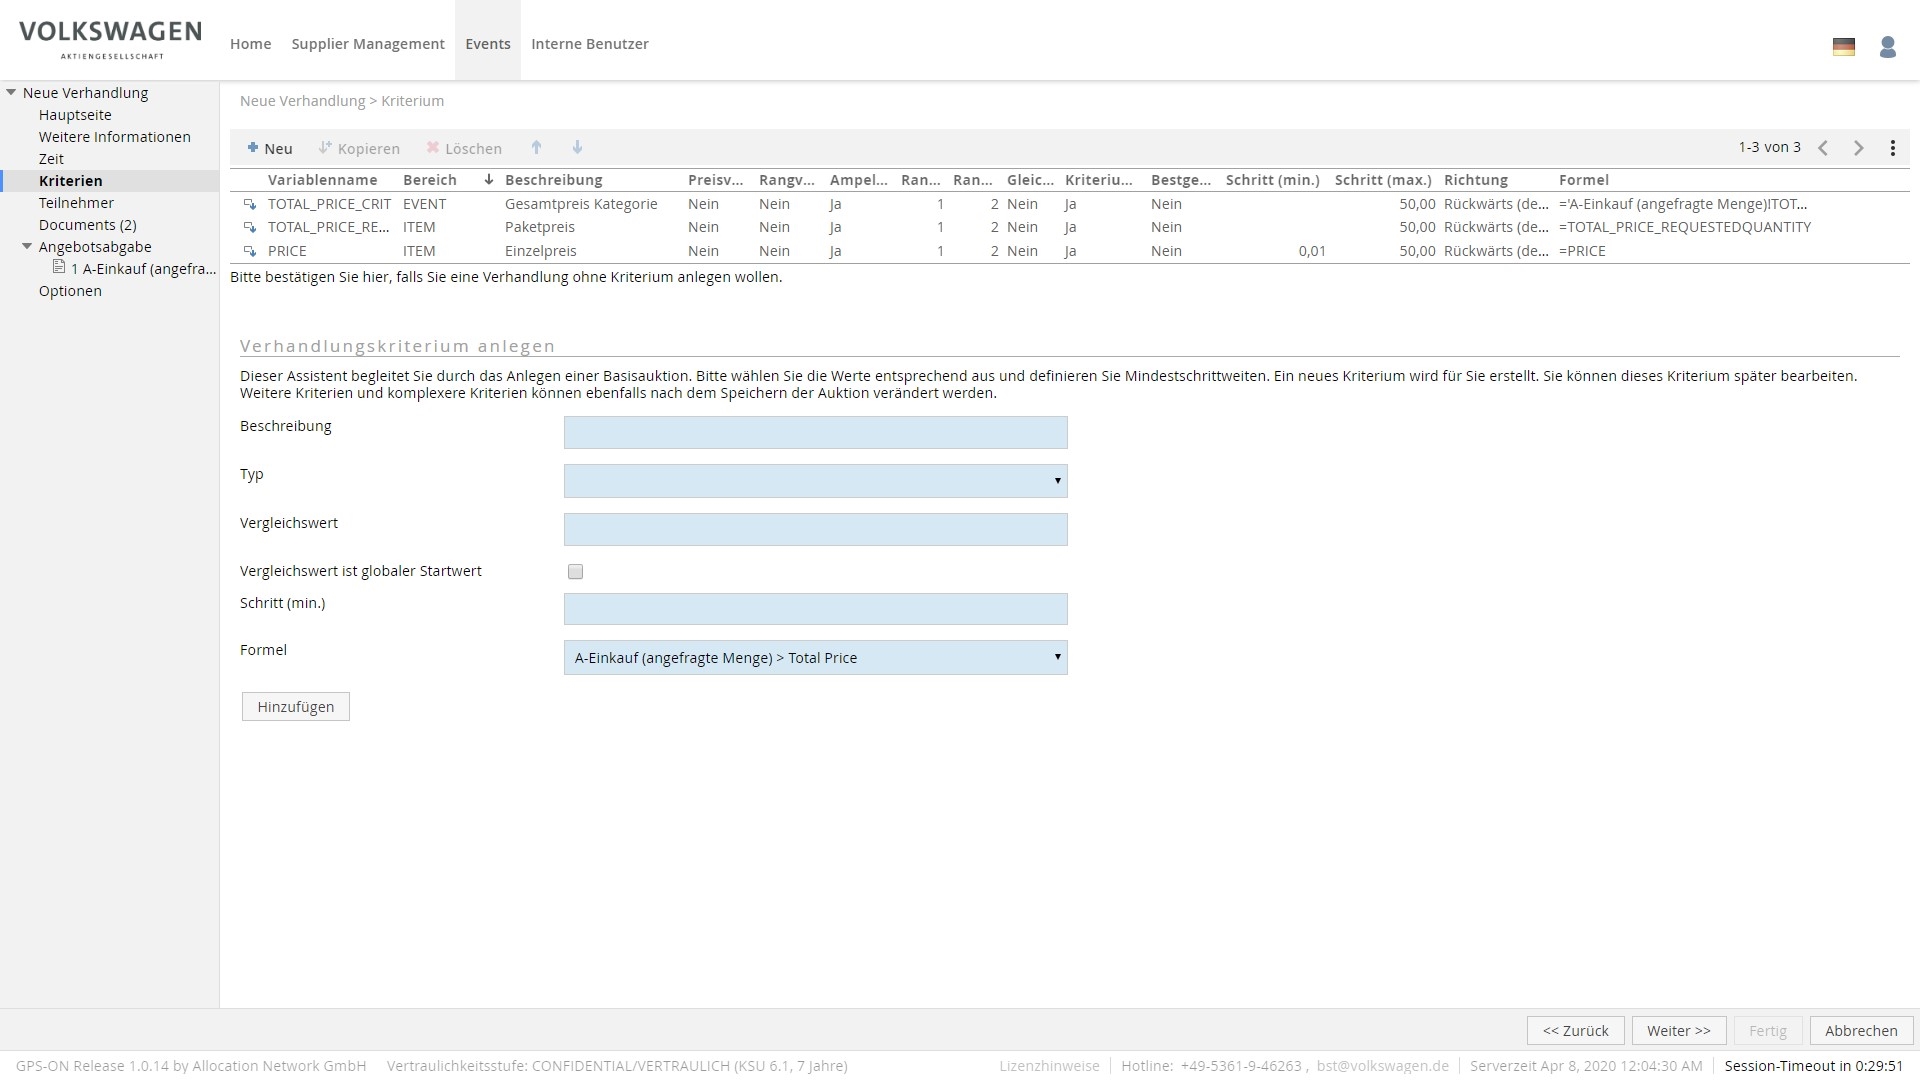 VOLKSWAGEN
AKTIENGESELLSCHAFT
Home Supplier Management Events Interne Benutzer
Neue Verhandlung
Hauptseite
Weitere Informationen
Zeit
Kriterien
Teilnehmer
Documents (2)
Angebotsabgabe
1 A-Einkauf (angefra...
Optionen
Neue Verhandlung > Kriterium
Neu Kopieren Löschen 1-3 von 3
Variablenname Bereich Beschreibung Preisv... Rangv... Ampel... Ran... Ran... Gleic... Kriteriu... Bestge... Schritt (min.) Schritt (max.) Richtung Formel
TOTAL_PRICE_CRIT EVENT Gesamtpreis Kategorie Nein Nein Ja 1 2 Nein Ja Nein 50,00 Rückwärts (de... ='A-Einkauf (angefragte Menge)!TOT...
TOTAL_PRICE_RE... ITEM Paketpreis Nein Nein Ja 1 2 Nein Ja Nein 50,00 Rückwärts (de... =TOTAL_PRICE_REQUESTEDQUANTITY
PRICE ITEM Einzelpreis Nein Nein Ja 1 2 Nein Ja Nein 0,01 50,00 Rückwärts (de... =PRICE
Bitte bestätigen Sie hier, falls Sie eine Verhandlung ohne Kriterium anlegen wollen.
Verhandlungskriterium anlegen
Dieser Assistent begleitet Sie durch das Anlegen einer Basisauktion. Bitte wählen Sie die Werte entsprechend aus und definieren Sie Mindestschrittweiten. Ein neues Kriterium wird für Sie erstellt. Sie können dieses Kriterium später bearbeiten.
Weitere Kriterien und komplexere Kriterien können ebenfalls nach dem Speichern der Auktion verändert werden.
Beschreibung
Typ
Vergleichswert
Vergleichswert ist globaler Startwert
Schritt (min.)
Formel A-Einkauf (angefragte Menge) > Total Price
Hinzufügen
<< Zurück Weiter >> Fertig Abbrechen
GPS-ON Release 1.0.14 by Allocation Network GmbH Vertraulichkeitsstufe: CONFIDENTIAL/VERTRAULICH (KSU 6.1, 7 Jahre) Lizenzhinweise Hotline: +49-5361-9-46263 , bst@volkswagen.de Serverzeit Apr 8, 2020 12:04:30 AM Session-Timeout in 0:29:51